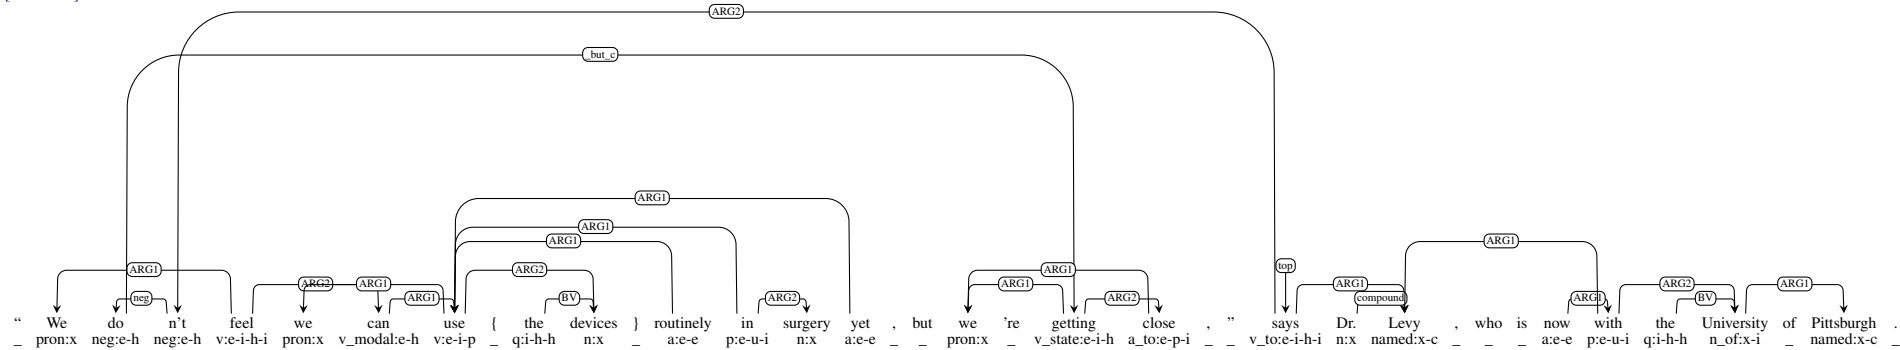 ARG2
_but_c
ARG1
ARG1
ARG1 ARG1
top
ARG1 ARG2 ARG1
ARG2 ARG1 ARG1 ARG1 ARG2 ARG1
neg ARG1 BV ARG2 ARG2 compound ARG1 BV
“ We do n't feel we can use { the devices } routinely in surgery yet , but we 're getting close , ” says Dr. Levy , who is now with the University of Pittsburgh .
_ pron:x neg:e-h neg:e-h v:e-i-h-i pron:x v_modal:e-h v:e-i-p _ q:i-h-h n:x _ a:e-e p:e-u-i n:x a:e-e _ _ pron:x _ v_state:e-i-h a_to:e-p-i _ _ v_to:e-i-h-i n:x named:x-c _ _ _ a:e-e p:e-u-i q:i-h-h n_of:x-i _ named:x-c _